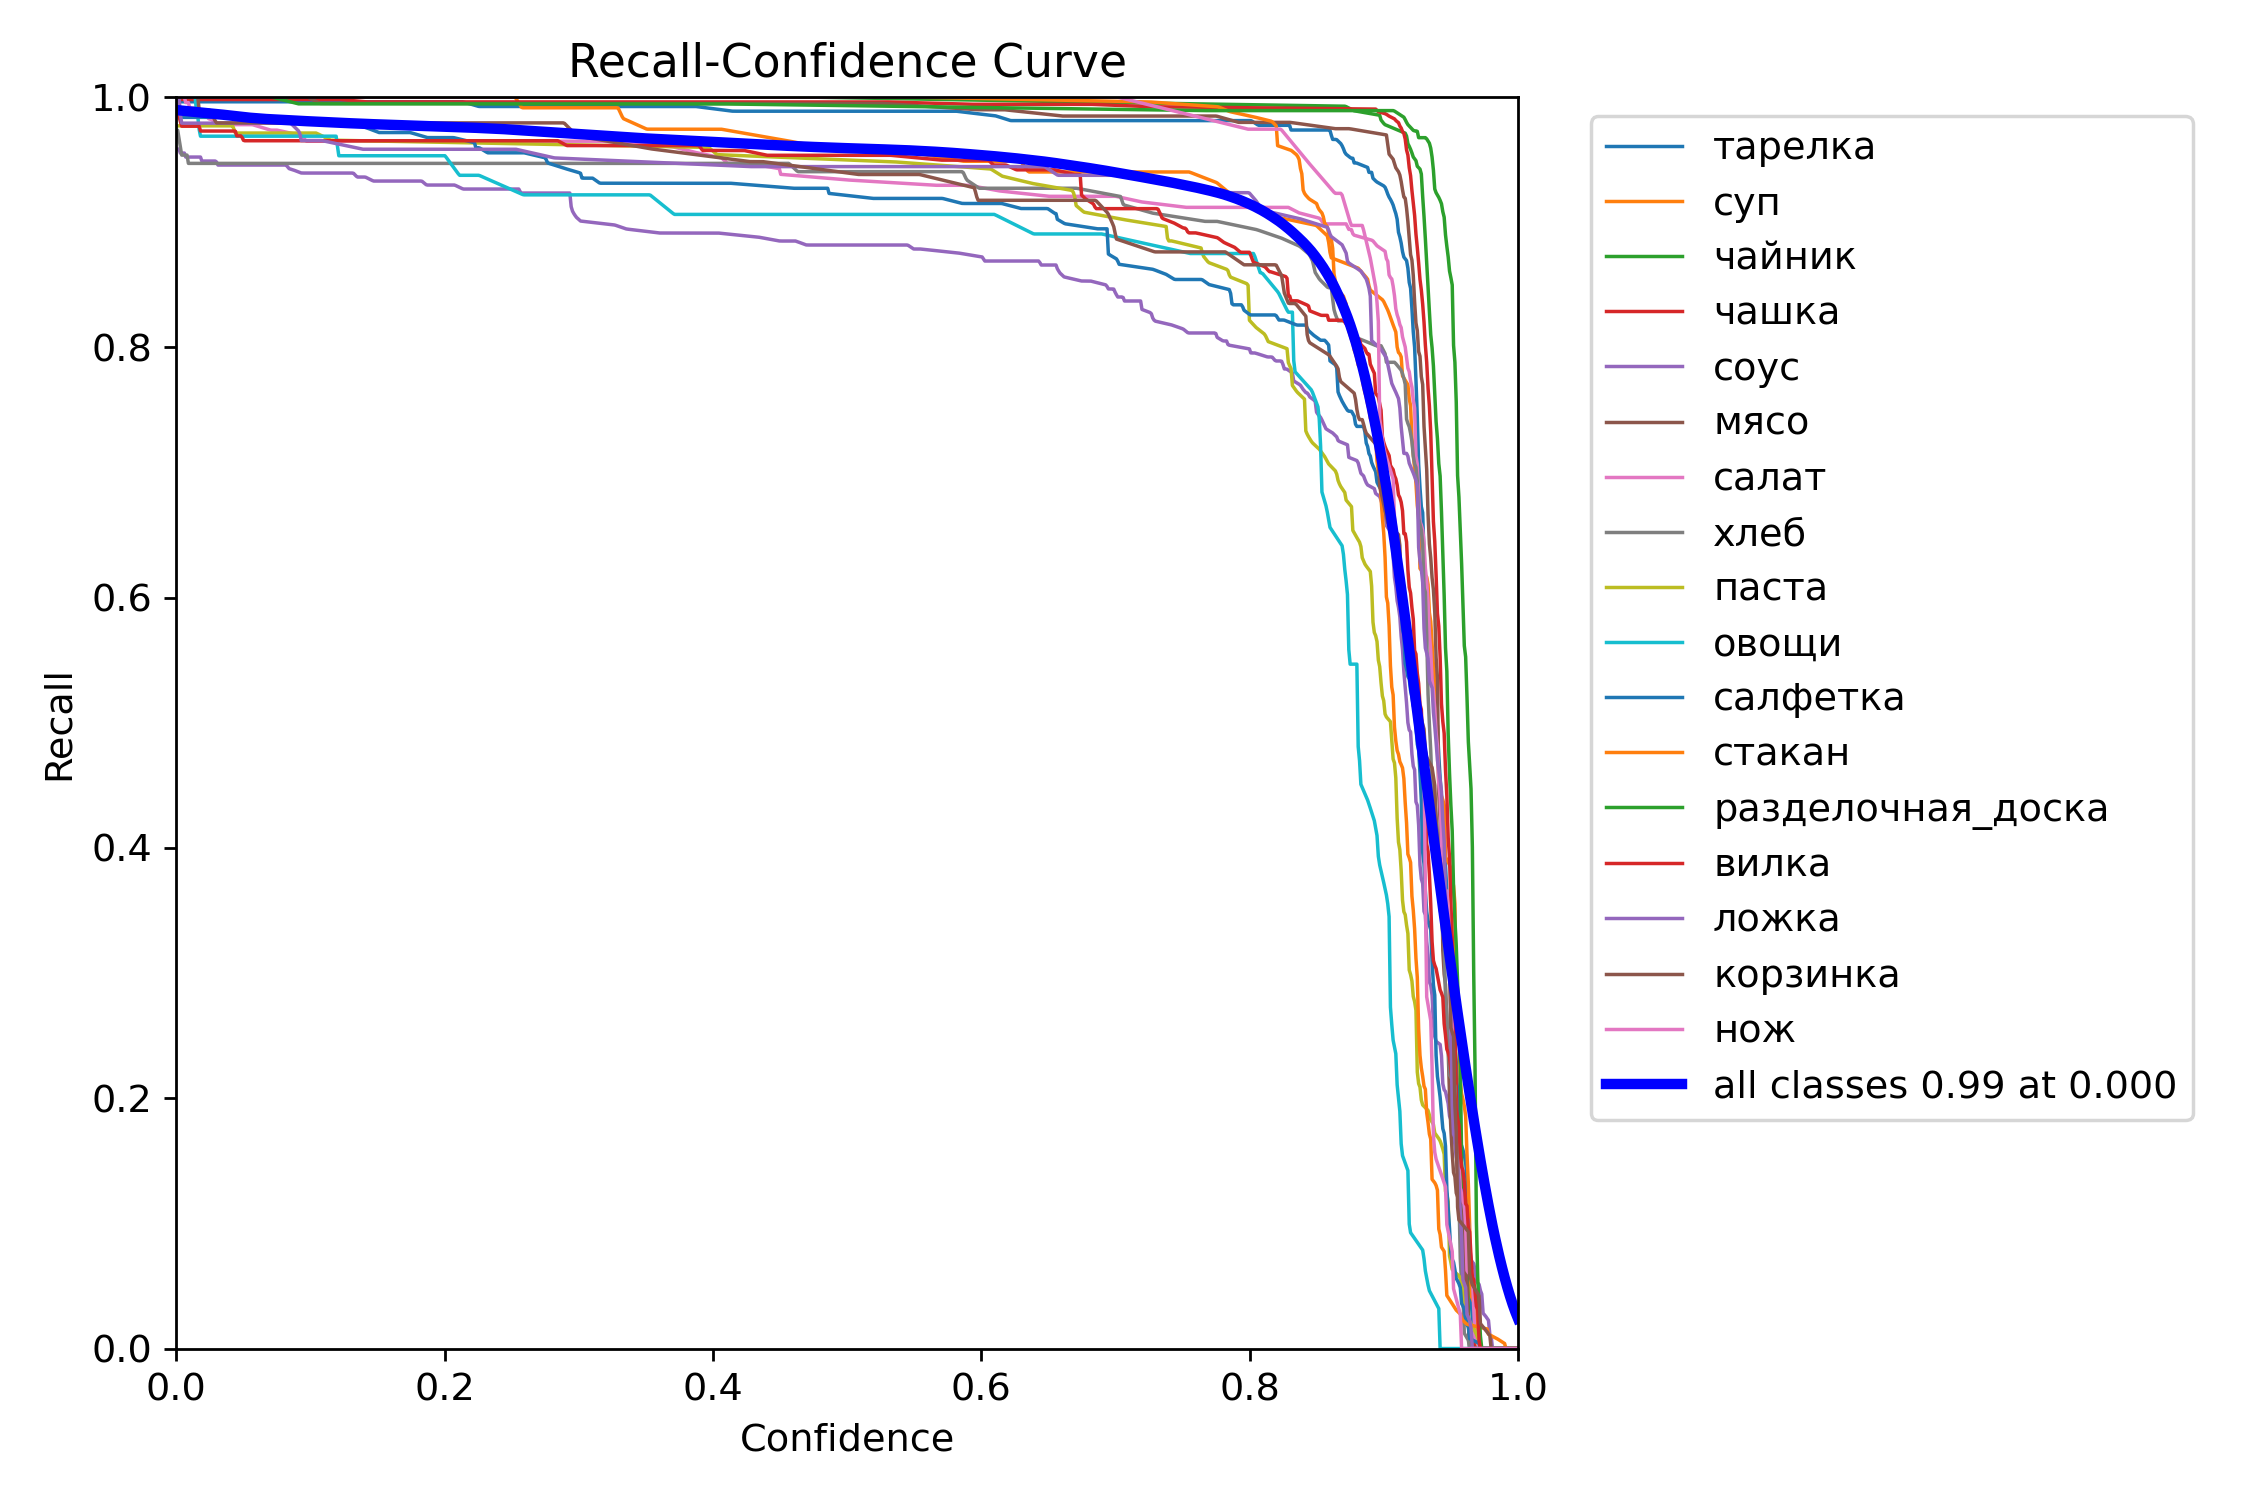 Recall-Confidence Curve
1.0
0.8
0.6
0.4
0.2
0.0
Recall
0.0 0.2 0.4 0.6 0.8 1.0
Confidence
тарелка
суп
чайник
чашка
соус
мясо
салат
хлеб
паста
овощи
салфетка
стакан
разделочная_доска
вилка
ложка
корзинка
нож
all classes 0.99 at 0.000